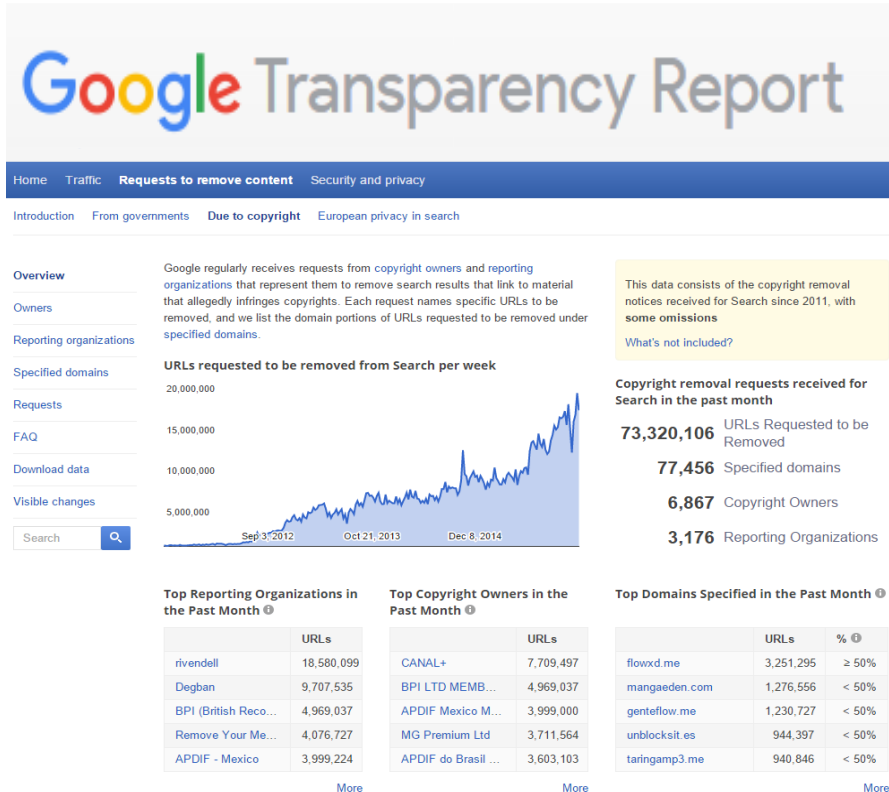 Google Transparency Report
Home Traffic Requests to remove content Security and privacy
Introduction From governments Due to copyright European privacy in search
Overview
Owners
Reporting organizations
Specified domains
Requests
FAQ
Download data
Visible changes
Search
Google regularly receives requests from copyright owners and reporting
organizations that represent them to remove search results that link to material
that allegedly infringes copyrights. Each request names specific URLs to be
removed, and we list the domain portions of URLs requested to be removed under
specified domains.
URLs requested to be removed from Search per week
20,000,000
15,000,000
10,000,000
5,000,000
Sep 3, 2012 Oct 21, 2013 Dec 8, 2014
This data consists of the copyright removal
notices received for Search since 2011, with
some omissions
What's not included?
Copyright removal requests received for
Search in the past month
73,320,106 URLs Requested to be
Removed
77,456 Specified domains
6,867 Copyright Owners
3,176 Reporting Organizations
Top Reporting Organizations in
the Past Month
URLs
rivendell 18,580,099
Degban 9,707,535
BPI (British Reco... 4,969,037
Remove Your Me... 4,076,727
APDIF - Mexico 3,999,224
More
Top Copyright Owners in the
Past Month
URLs
CANAL+ 7,709,497
BPI LTD MEMB... 4,969,037
APDIF Mexico M... 3,999,000
MG Premium Ltd 3,711,564
APDIF do Brasil ... 3,603,103
More
Top Domains Specified in the Past Month
URLs %
flowxd.me 3,251,295 ≥ 50%
mangaeden.com 1,276,556 < 50%
genteflow.me 1,230,727 < 50%
unblocksit.es 944,397 < 50%
taringamp3.me 940,846 < 50%
More